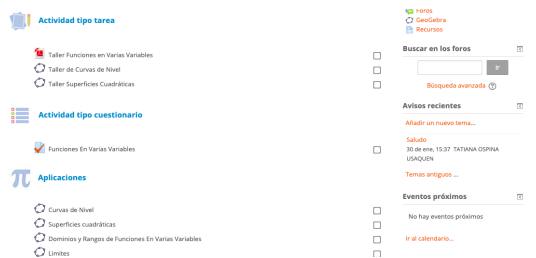 Actividad tipo tarea
Taller Funciones en Varias Variables
Taller de Curvas de Nivel
Taller Superficies Cuadráticas
Actividad tipo cuestionario
Funciones En Varias Variables
Aplicaciones
Curvas de Nivel
Superficies cuadráticas
Dominios y Rangos de Funciones En Varias Variables
Limites
Foros
GeoGebra
Recursos
Buscar en los foros
Ir
Búsqueda avanzada
Avisos recientes
Añadir un nuevo tema...
Saludo
30 de ene, 15:37 TATIANA OSPINA
USAQUEN
Temas antiguos ...
Eventos próximos
No hay eventos próximos
Ir al calendario...